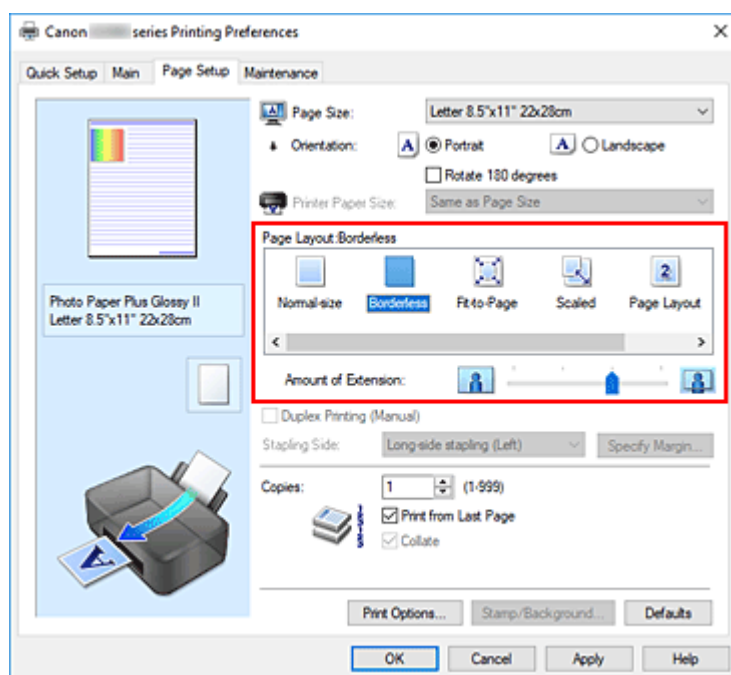 Canon series Printing Preferences
Quick Setup Main Page Setup Maintenance
Page Size: Letter 8.5"x11" 22x28cm
Orientation: A Portrait A Landscape
Rotate 180 degrees
Printer Paper Size: Same as Page Size
Page Layout:Borderless
2
Normal-size Borderless Fit-to-Page Scaled Page Layout
Photo Paper Plus Glossy II
Letter 8.5"x11" 22x28cm
Amount of Extension:
Duplex Printing (Manual)
Stapling Side: Long-side stapling (Left) Specify Margin...
Copies: 1 (1-999)
Print from Last Page
Collate
A
Print Options... Stamp/Background... Defaults
OK Cancel Apply Help